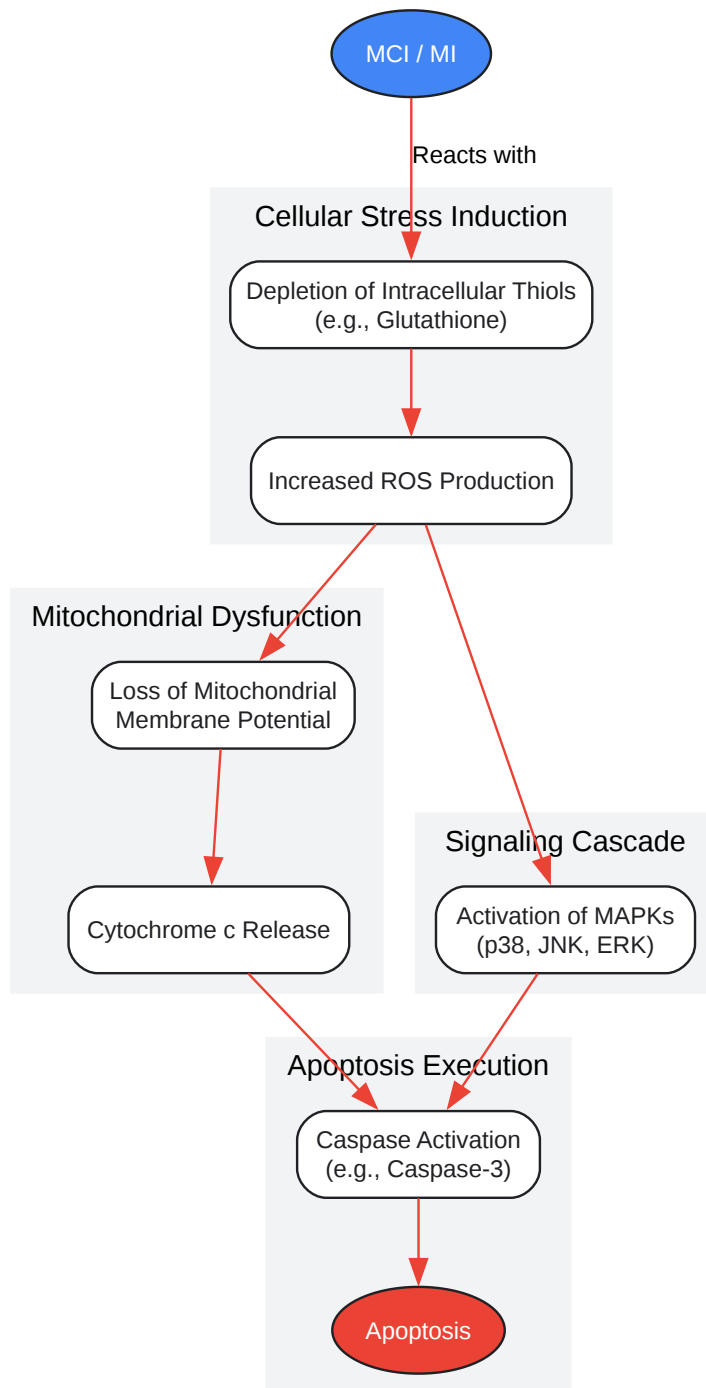 MCI / MI
Reacts with
Cellular Stress Induction
Depletion of Intracellular Thiols
(e.g., Glutathione)
Increased ROS Production
Mitochondrial Dysfunction
Loss of Mitochondrial
Membrane Potential
Cytochrome c Release
Signaling Cascade
Activation of MAPKs
(p38, JNK, ERK)
Apoptosis Execution
Caspase Activation
(e.g., Caspase-3)
Apoptosis